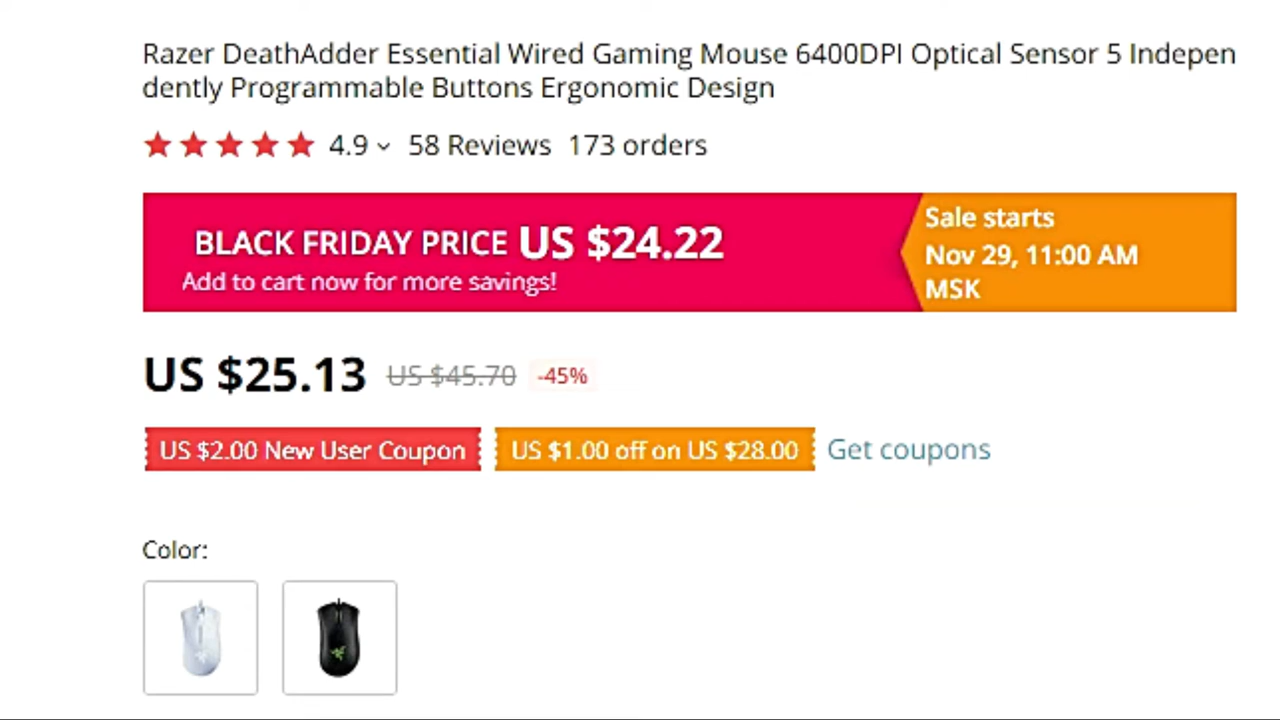 Razer DeathAdder Essential Wired Gaming Mouse 6400DPI Optical Sensor 5 Indepen
dently Programmable Buttons Ergonomic Design
4.9 58 Reviews 173 orders
BLACK FRIDAY PRICE US $24.22
Add to cart now for more savings!
Sale starts
Nov 29, 11:00 AM
MSK
US $25.13 US $45.70 -45%
US $2.00 New User Coupon US $1.00 off on US $28.00 Get coupons
Color: